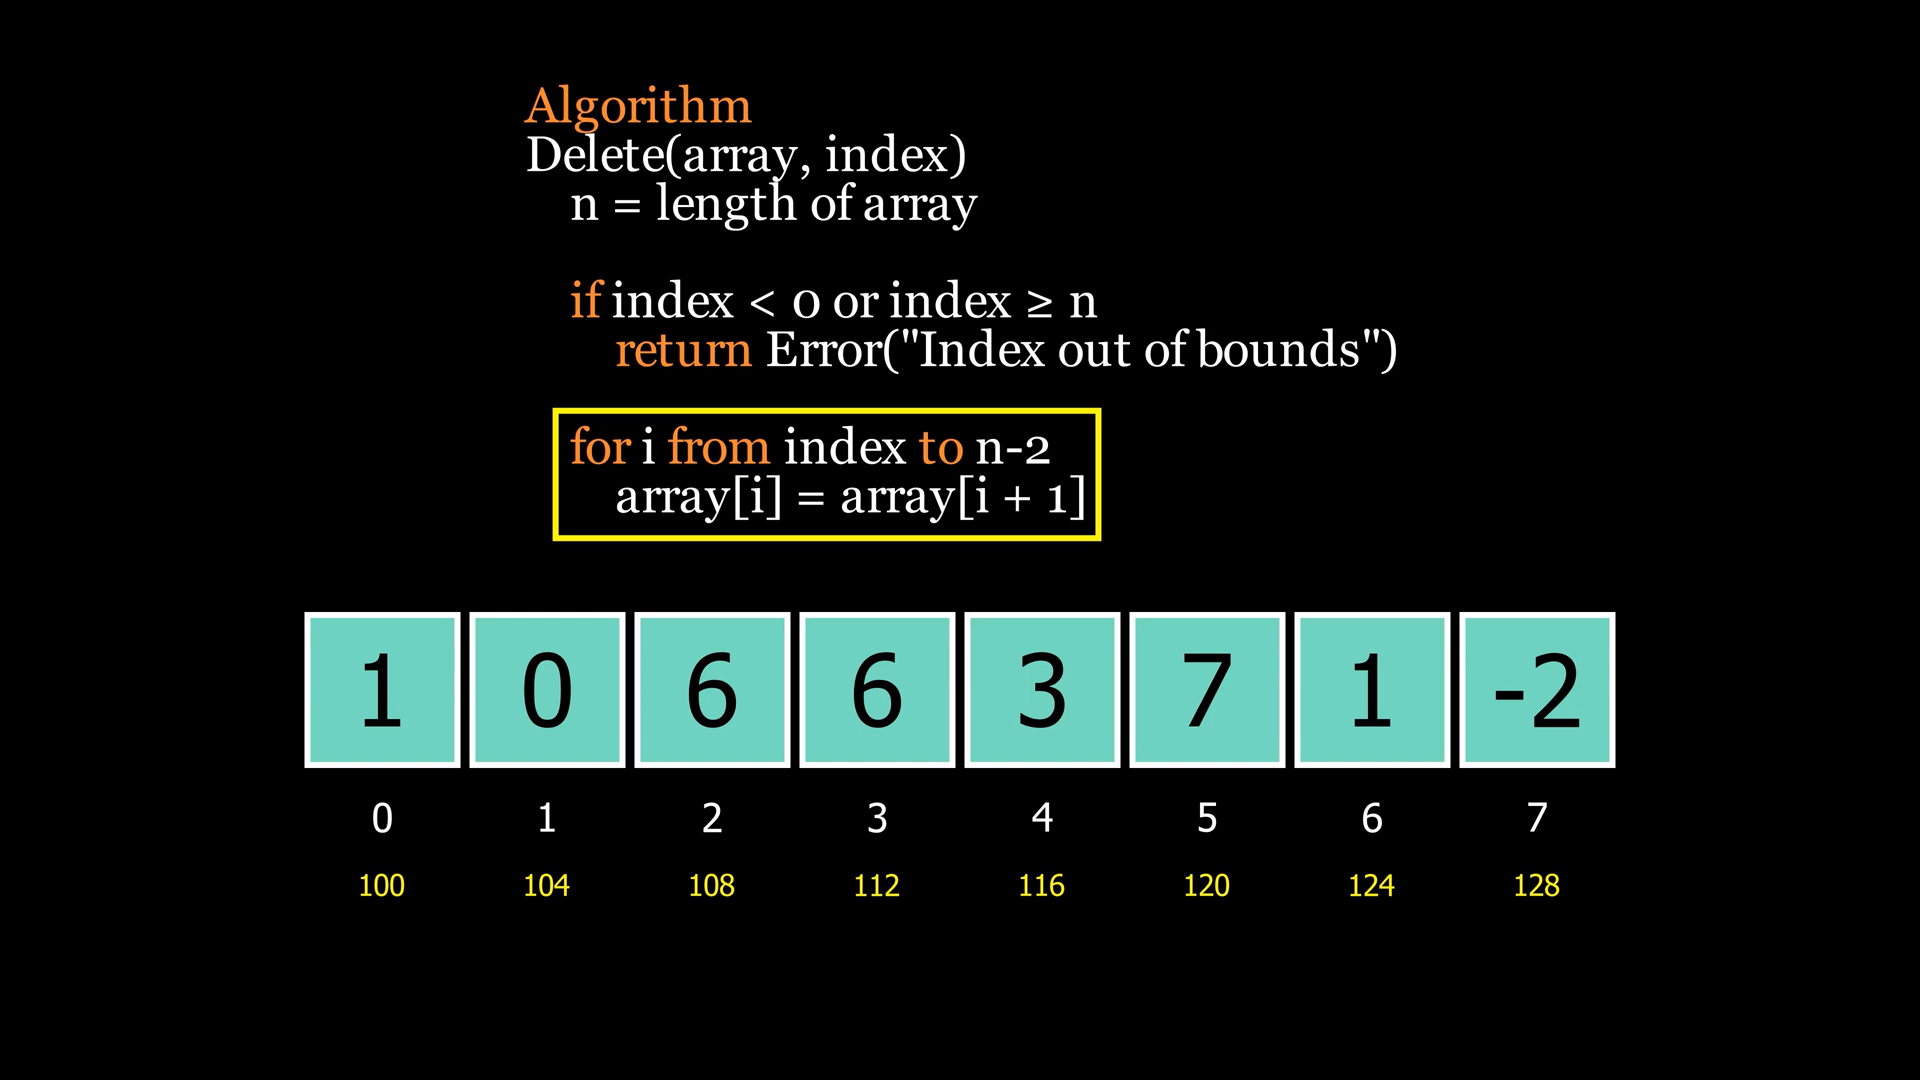 Algorithm
Delete(array, index)
n = length of array
if index < 0 or index ≥ n
return Error("Index out of bounds")
for i from index to n-2
array[i] = array[i + 1]
1 0 6 6 3 7 1 -2
0 1 2 3 4 5 6 7
100 104 108 112 116 120 124 128